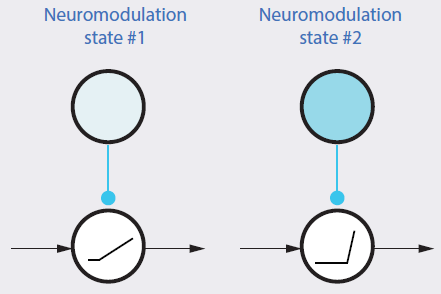 Neuromodulation
state #1
Neuromodulation
state #2